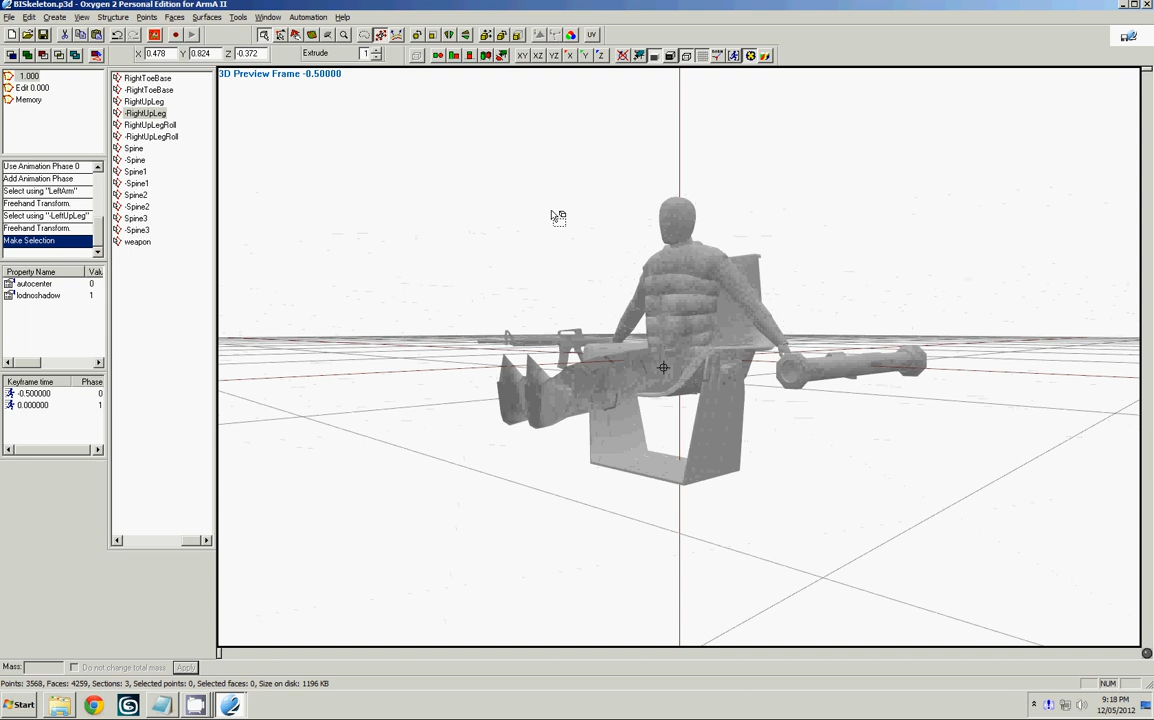 BISkeleton.p3d - Oxygen 2 Personal Edition for ArmA II
File Edit Create View Structure Points Faces Surfaces Tools Window Automation Help
UV
X 0.478 Y 0.824 Z -0.372 Extrude 1 XY XZ YZ X Y Z
1.000
Edit 0.000
Memory
Use Animation Phase 0
Add Animation Phase
Select using "LeftArm"
Freehand Transform.
Select using "-LeftUpLeg"
Freehand Transform.
Make Selection
Property Name Valu
autocenter 0
lodnoshadow 1
Keyframe time Phase
-0.500000 0
0.000000 1
RightToeBase
-RightToeBase
RightUpLeg
-RightUpLeg
RightUpLegRoll
-RightUpLegRoll
Spine
-Spine
Spine1
-Spine1
Spine2
-Spine2
Spine3
-Spine3
weapon
3D Preview Frame -0.50000
Mass: Do not change total mass Apply
Points: 3568, Faces: 4259, Sections: 3, Selected points: 0, Selected faces: 0, Size on disk: 1196 KB
NUM
Start
9:18 PM
12/05/2012